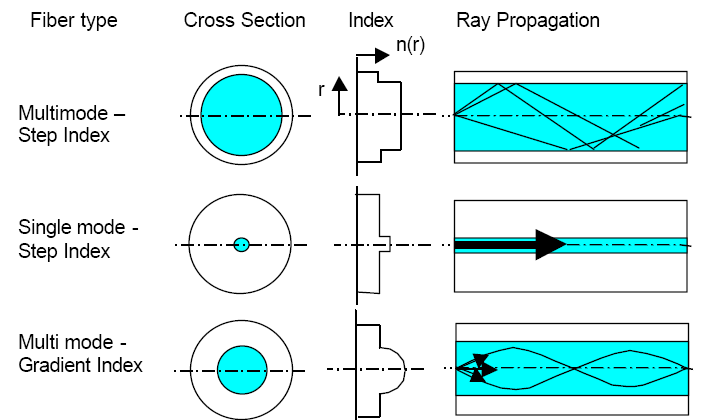 Fiber type Cross Section Index Ray Propagation
n(r)
r
Multimode –
Step Index
Single mode -
Step Index
Multi mode -
Gradient Index